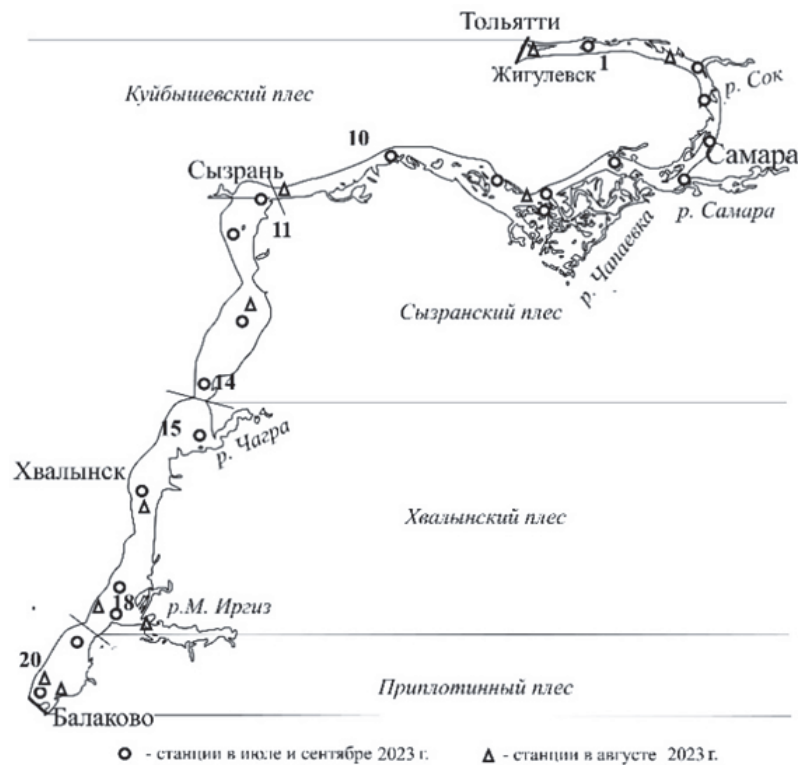 Тольятти
Жигулевск
1
р. Сок
Куйбышевский плес
10
Самара
Сызрань
р. Самара
11
р. Чапаевка
Сызранский плес
14
15
р. Чагра
Хвалынск
Хвалынский плес
18
р.М. Иргиз
20
Приплотинный плес
Балаково
- станции в июле и сентябре 2023 г.
- станции в августе 2023 г.